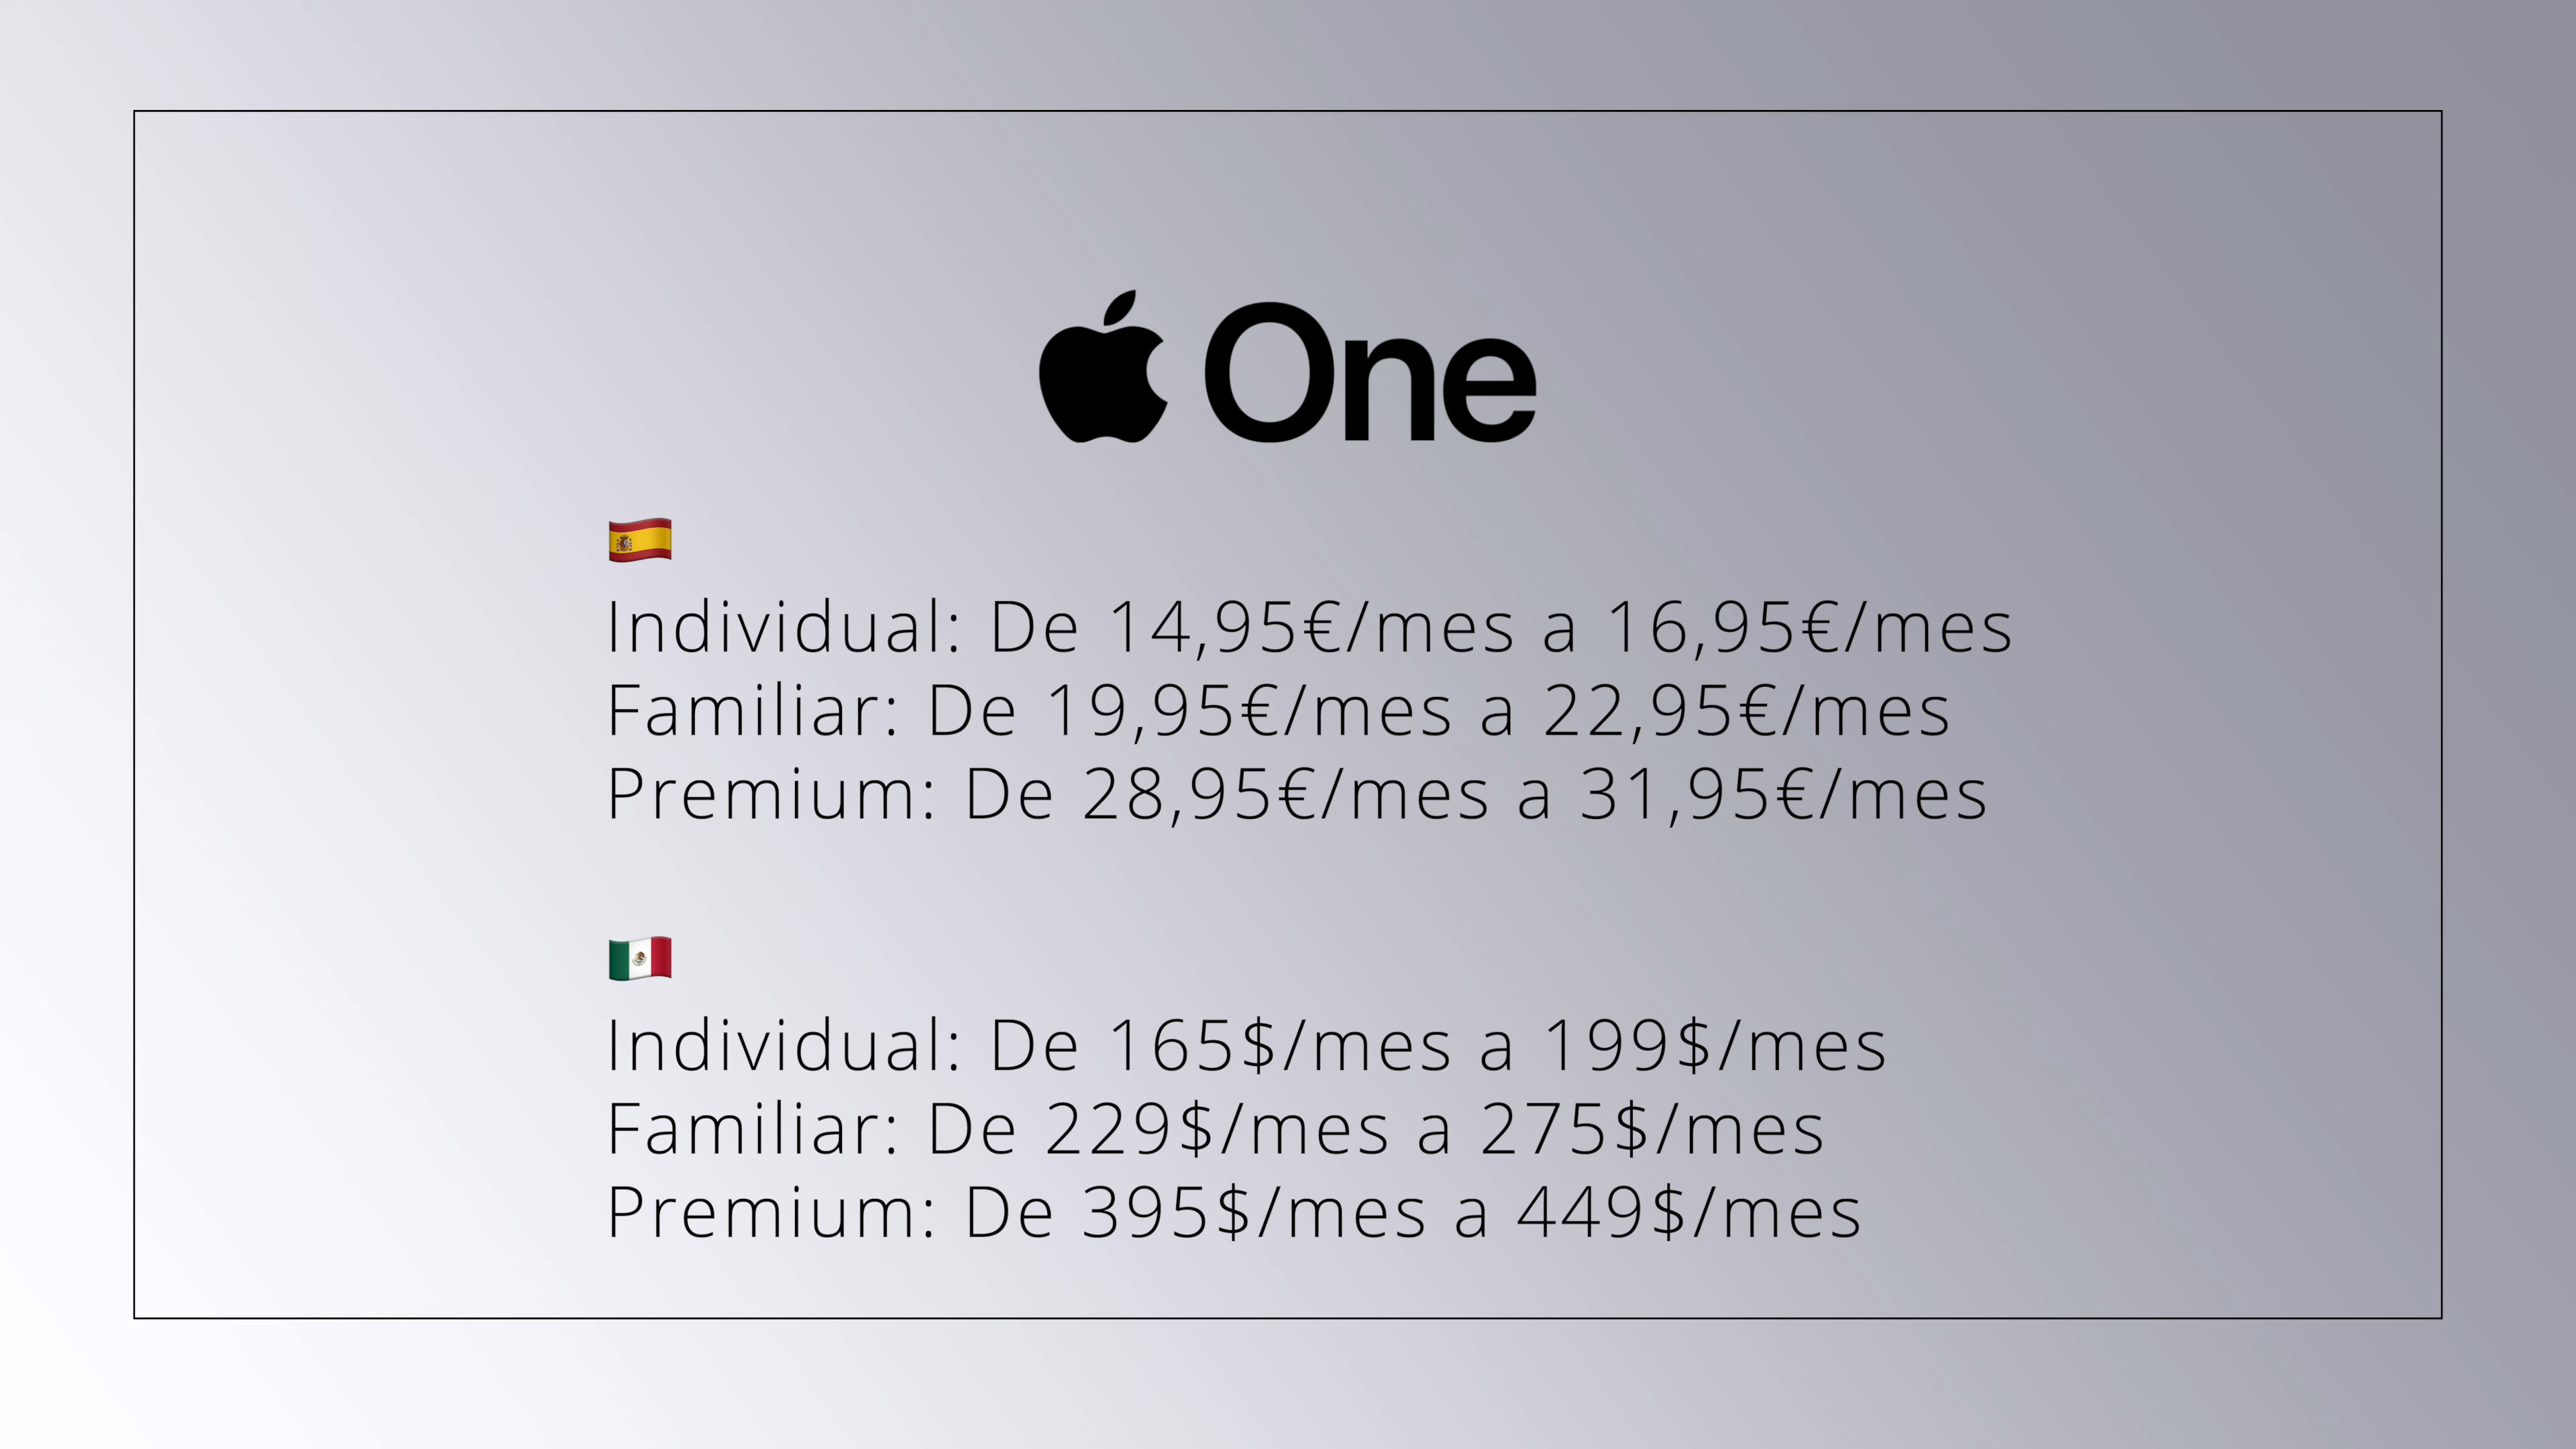 One
Individual: De 14,95€/mes a 16,95€/mes
Familiar: De 19,95€/mes a 22,95€/mes
Premium: De 28,95€/mes a 31,95€/mes
Individual: De 165$/mes a 199$/mes
Familiar: De 229$/mes a 275$/mes
Premium: De 395$/mes a 449$/mes